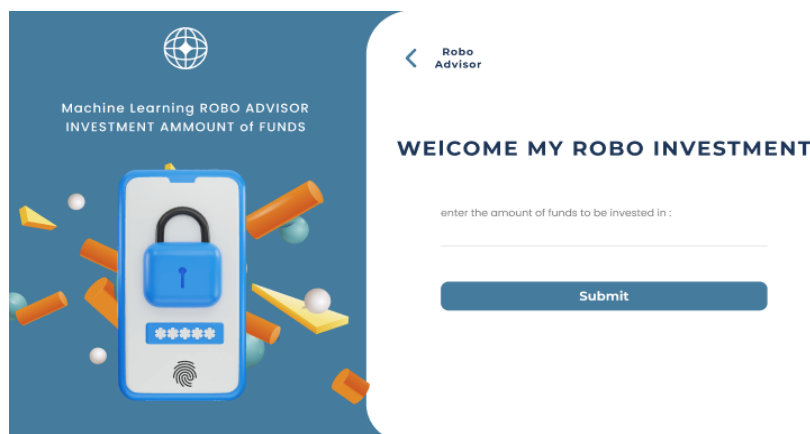 Machine Learning ROBO ADVISOR
INVESTMENT AMMOUNT of FUNDS
Robo
Advisor
WEICOME MY ROBO INVESTMENT
enter the amount of funds to be invested in :
Submit